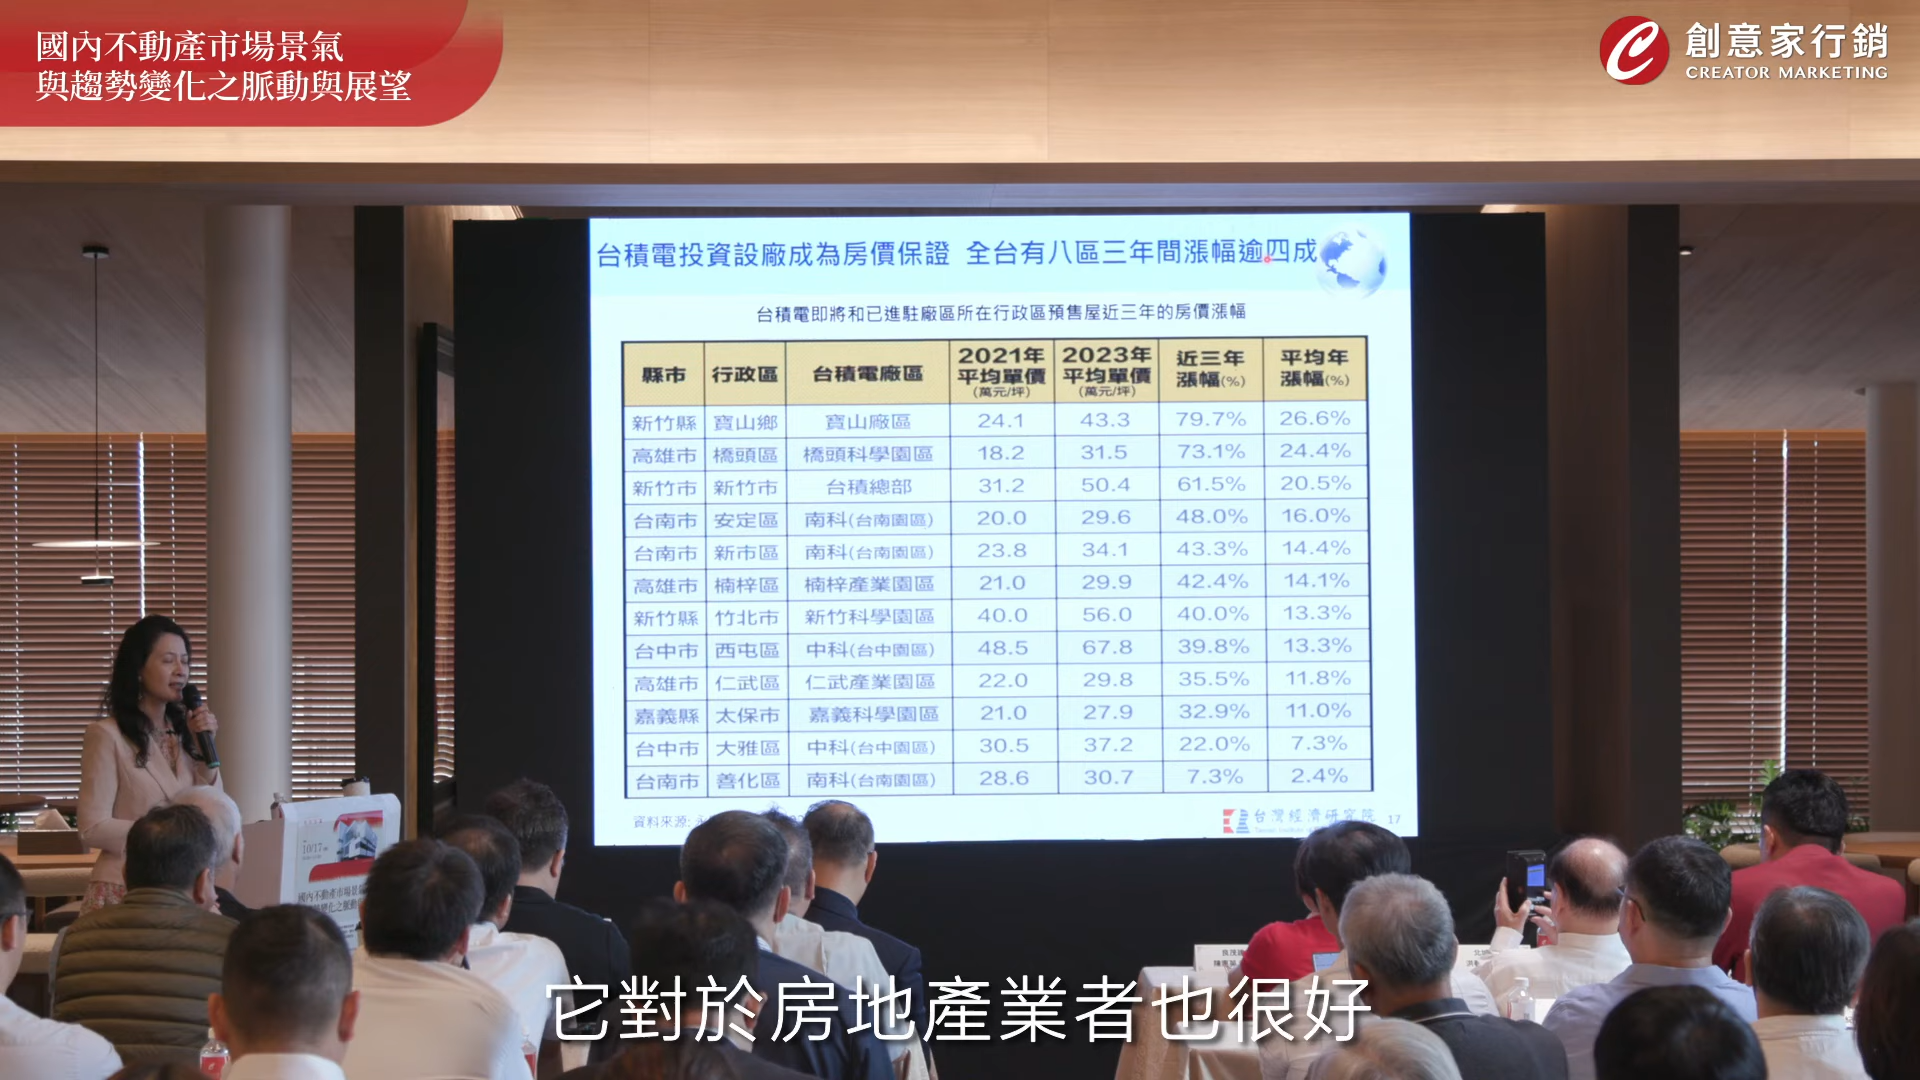 國內不動產市場景氣
與趨勢變化之脈動與展望
創意家行銷
CREATOR MARKETING
台積電投資設廠成為房價保證 全台有八區三年間漲幅逾四成
台積電即將和已進駐廠區所在行政區預售屋近三年的房價漲幅
縣市 行政區 台積電廠區 2021年平均單價(萬元/坪) 2023年平均單價(萬元/坪) 近三年漲幅(%) 平均年漲幅(%)
新竹縣 寶山鄉 寶山廠區 24.1 43.3 79.7% 26.6%
高雄市 橋頭區 橋頭科學園區 18.2 31.5 73.1% 24.4%
新竹市 新竹市 台積總部 31.2 50.4 61.5% 20.5%
台南市 安定區 南科(台南園區) 20.0 29.6 48.0% 16.0%
台南市 新市區 南科(台南園區) 23.8 34.1 43.3% 14.4%
高雄市 楠梓區 楠梓產業園區 21.0 29.9 42.4% 14.1%
新竹縣 竹北市 新竹科學園區 40.0 56.0 40.0% 13.3%
台中市 西屯區 中科(台中園區) 48.5 67.8 39.8% 13.3%
高雄市 仁武區 仁武產業園區 22.0 29.8 35.5% 11.8%
嘉義縣 太保市 嘉義科學園區 21.0 27.9 32.9% 11.0%
台中市 大雅區 中科(台中園區) 30.5 37.2 22.0% 7.3%
台南市 善化區 南科(台南園區) 28.6 30.7 7.3% 2.4%
資料來源:
台灣經濟研究院 17
10/17
它對於房地產業者也很好